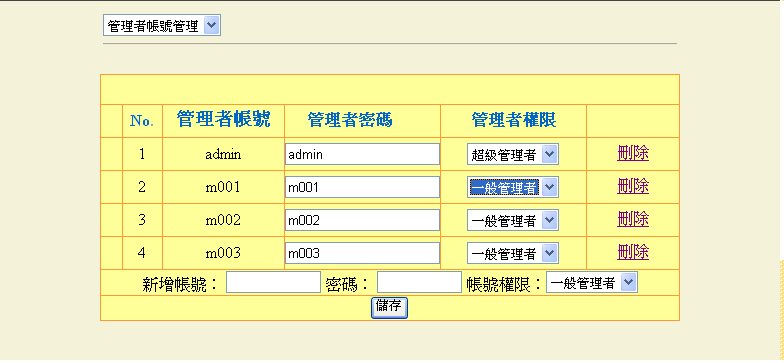 管理者帳號管理
No. 管理者帳號 管理者密碼 管理者權限
1 admin admin 超級管理者 刪除
2 m001 m001 一般管理者 刪除
3 m002 m002 一般管理者 刪除
4 m003 m003 一般管理者 刪除
新增帳號： 密碼： 帳號權限：一般管理者
儲存